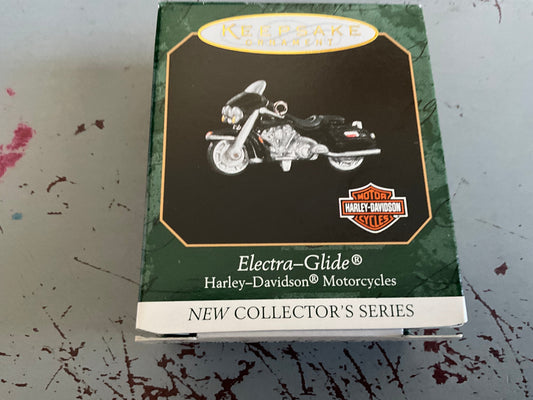 KEEPSAKE
ORNAMENT
MOTOR
HARLEY-DAVIDSON
CYCLES
Electra–Glide®
Harley–Davidson® Motorcycles
NEW COLLECTOR'S SERIES